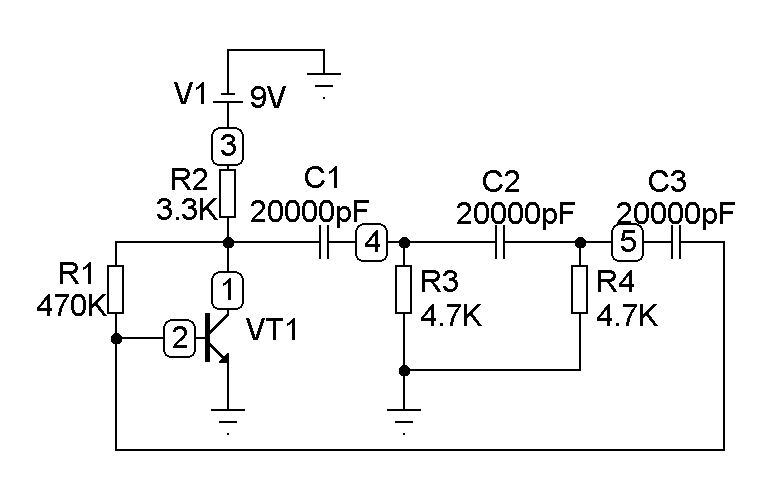 V1 9V
3
R2
3.3K
C1
20000pF
C2
20000pF
C3
20000pF
4
5
R1
470K
1
R3
4.7K
R4
4.7K
2
VT1